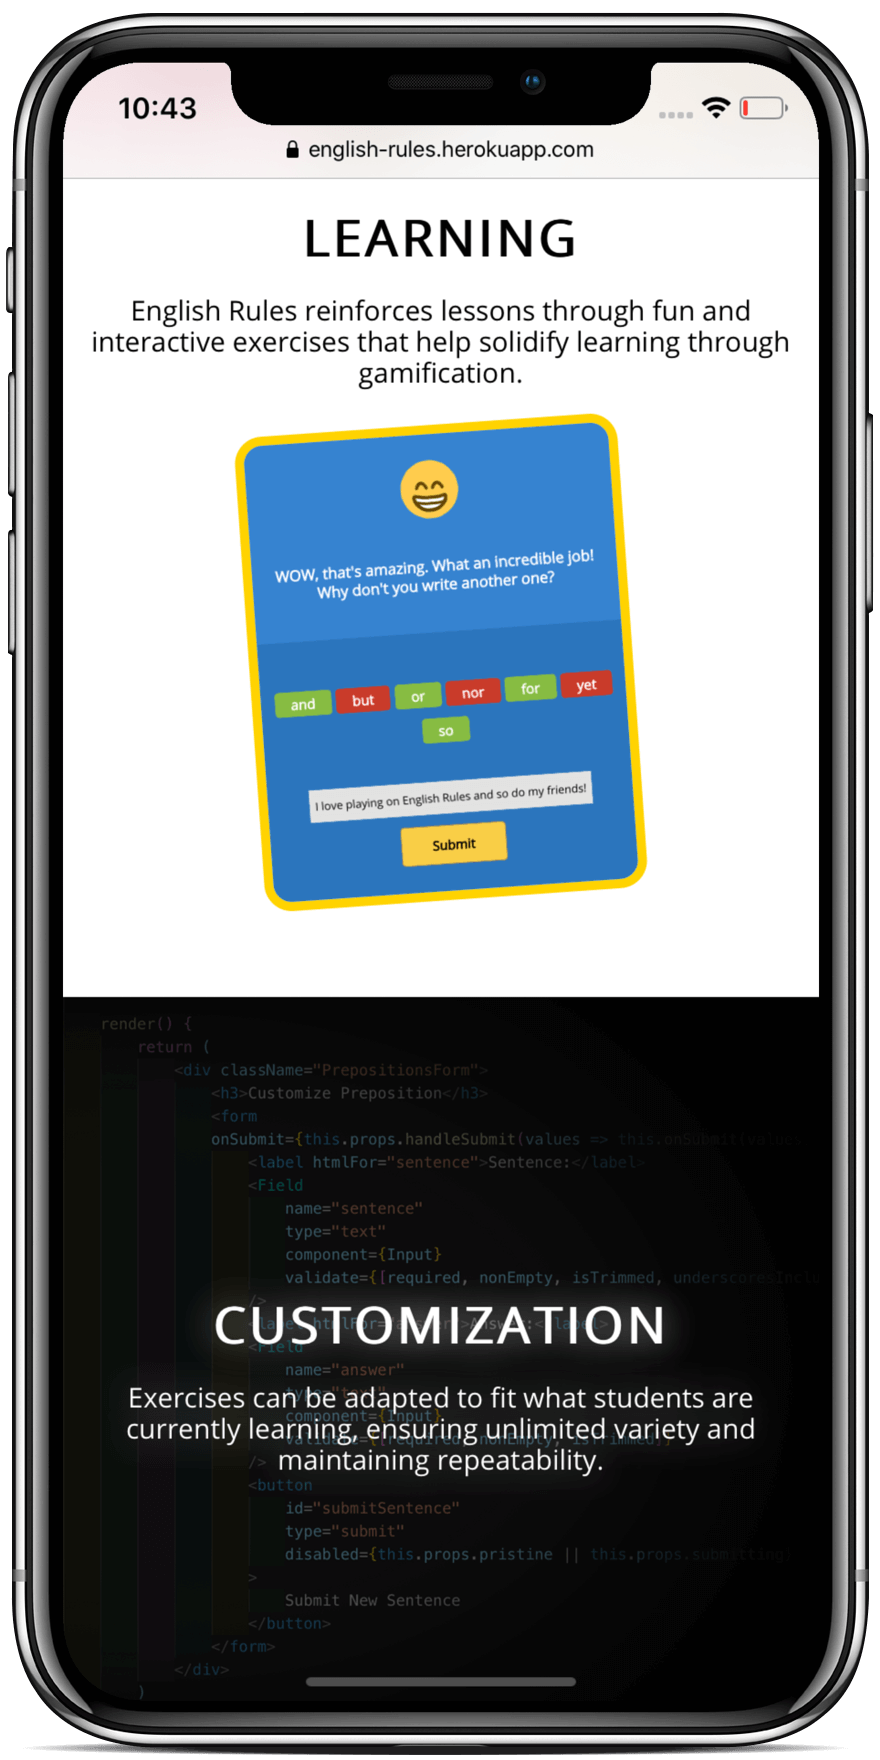 10:43
english-rules.herokuapp.com
LEARNING
English Rules reinforces lessons through fun and
interactive exercises that help solidify learning through
gamification.
WOW, that's amazing. What an incredible job!
Why don't you write another one?
and but or nor for yet
so
I love playing on English Rules and so do my friends!
Submit
render() {
return (
<div className="PrepositionsForm">
<h3>Customize Preposition</h3>
<form
onSubmit={this.props.handleSubmit(values => this.onSubmit(values
<label htmlFor="sentence">Sentence:</label>
<Field
name="sentence"
type="text"
component={Input}
validate={[required, nonEmpty, isTrimmed, underscoresInclu
/>
CUSTOMIZATION
<Field
name="answer"
type="text"
Exercises can be adapted to fit what students are
component={Input}
currently learning, ensuring unlimited variety and
validate={[required, nonEmpty, isTrimmed]}
maintaining repeatability.
/>
<button
id="submitSentence"
type="submit"
disabled={this.props.pristine || this.props.submitting}
>
Submit New Sentence
</button>
</form>
</div>
)